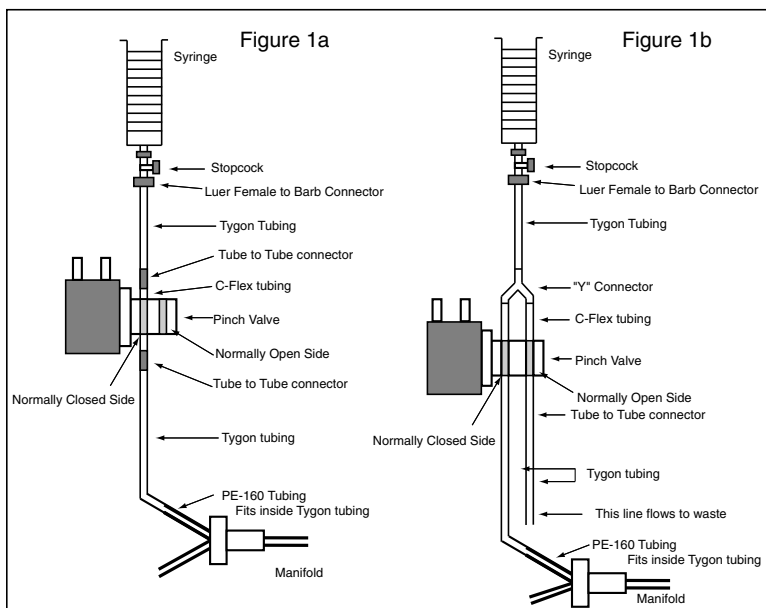 Figure 1a
Syringe
Stopcock
Luer Female to Barb Connector
Tygon Tubing
Tube to Tube connector
C-Flex tubing
Pinch Valve
Normally Open Side
Tube to Tube connector
Normally Closed Side
Tygon tubing
PE-160 Tubing
Fits inside Tygon tubing
Manifold
Figure 1b
Syringe
Stopcock
Luer Female to Barb Connector
Tygon Tubing
"Y" Connector
C-Flex tubing
Pinch Valve
Normally Open Side
Tube to Tube connector
Normally Closed Side
Tygon tubing
This line flows to waste
PE-160 Tubing
Fits inside Tygon tubing
Manifold